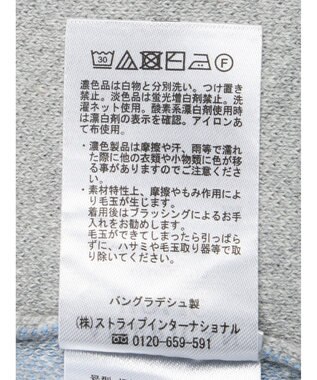 30 F
濃色品は白物と分別洗い。つけ置き
禁止。淡色品は蛍光増白剤禁止。洗
濯ネット使用。酸素系漂白剤使用時
は漂白剤の表示を確認。アイロンあ
て布使用。
・濃色製品は摩擦や汗、雨等で濡れ
た際に他の衣類や小物類に色が移
る事がありますのでご注意下さい。
・素材特性上、摩擦やもみ作用によ
り毛玉が生じます。
着用後はブラッシングによるお手
入れをお勧めします。
毛玉ができてしまったら引っぱら
ずに、ハサミや毛玉取り器等で取
り除いてください。
バングラデシュ製
(株)ストライプインターナショナル
0120-659-591